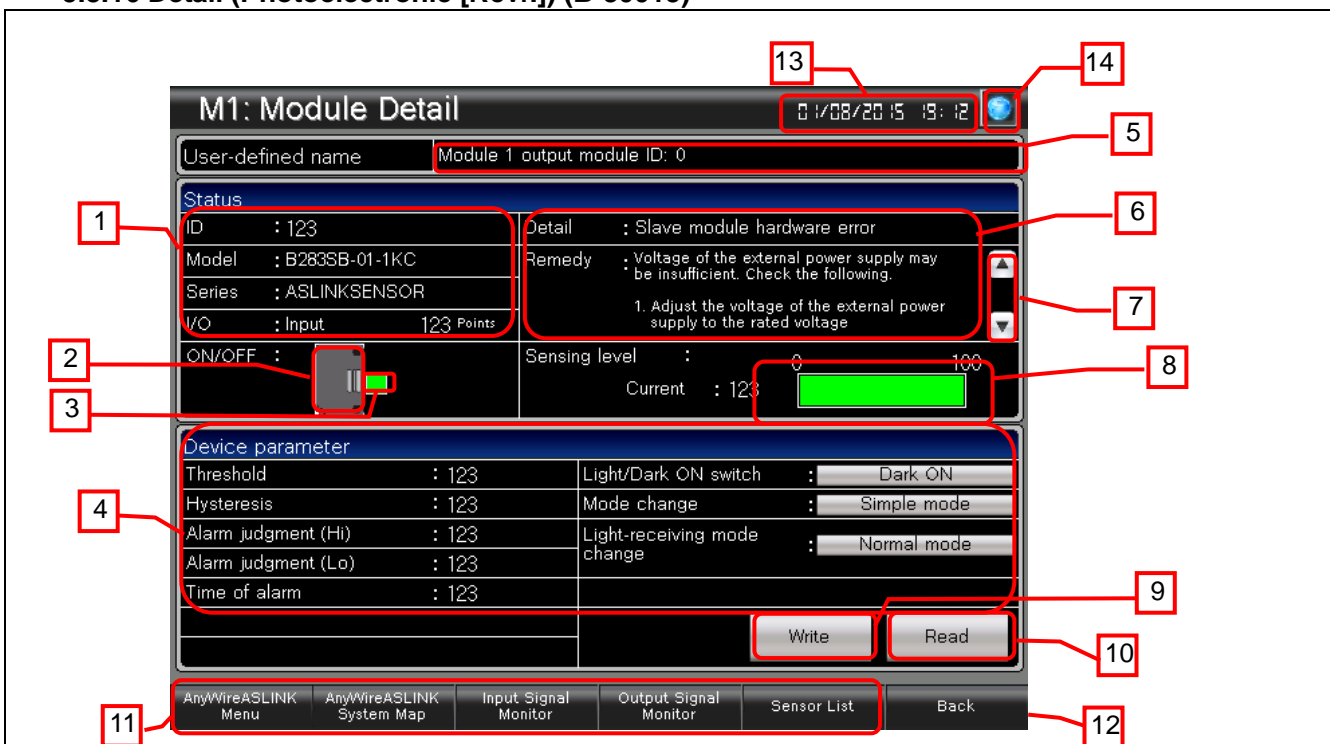 13
14
M1: Module Detail
01/08/2015 19:12
5
User-defined name
Module 1 output module ID: 0
Status
1
6
ID : 123
Detail : Slave module hardware error
Model : B283SB-01-1KC
Remedy : Voltage of the external power supply may
be insufficient. Check the following.
Series : ASLINKSENSOR
1. Adjust the voltage of the external power
supply to the rated voltage
7
I/O : Input 123 Points
2
ON/OFF :
Sensing level :
0 100
8
Current : 123
3
Device parameter
Threshold : 123
Light/Dark ON switch : Dark ON
4
Hysteresis : 123
Mode change : Simple mode
Alarm judgment (Hi) : 123
Light-receiving mode
change : Normal mode
Alarm judgment (Lo) : 123
Time of alarm : 123
9
Write
Read
10
AnyWireASLINK
Menu
AnyWireASLINK
System Map
Input Signal
Monitor
Output Signal
Monitor
Sensor List
Back
11
12